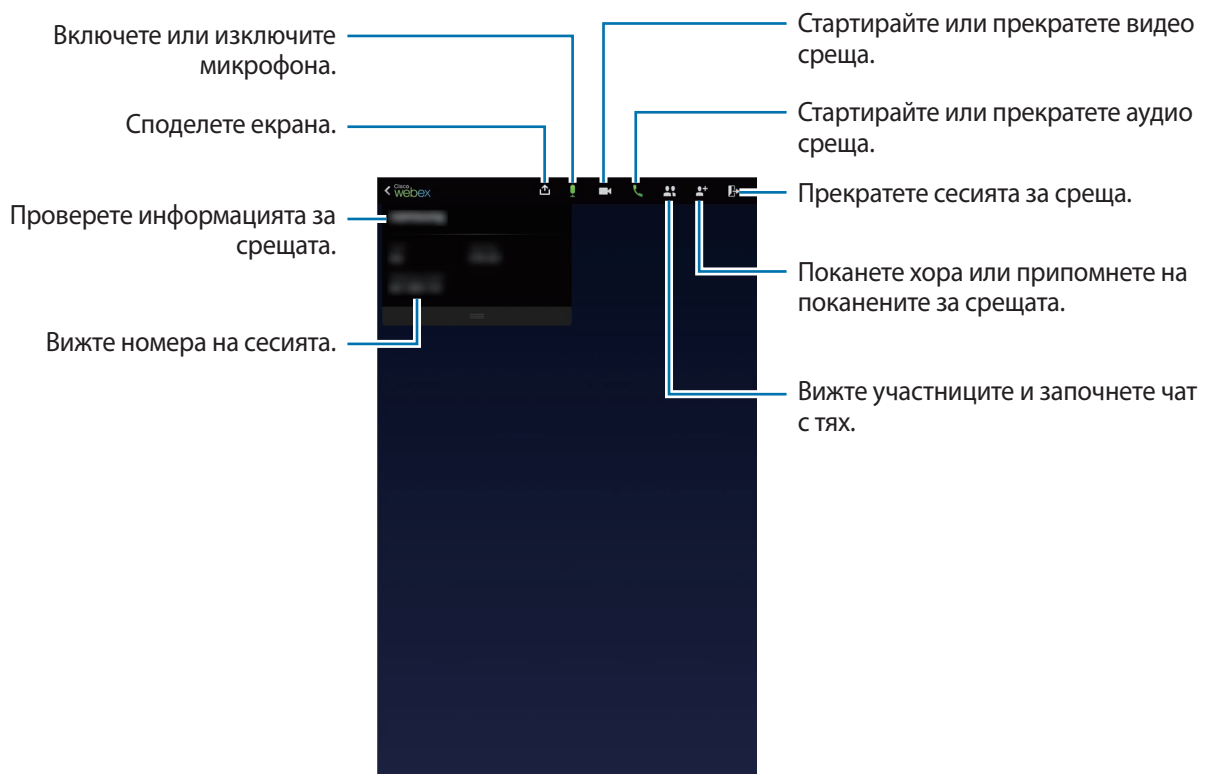 Включете или изключите
микрофона.
Споделете екрана.
Проверете информацията за
срещата.
Вижте номера на сесията.
Cisco
webex
Стартирайте или прекратете видео
среща.
Стартирайте или прекратете аудио
среща.
Прекратете сесията за среща.
Поканете хора или припомнете на
поканените за срещата.
Вижте участниците и започнете чат
с тях.